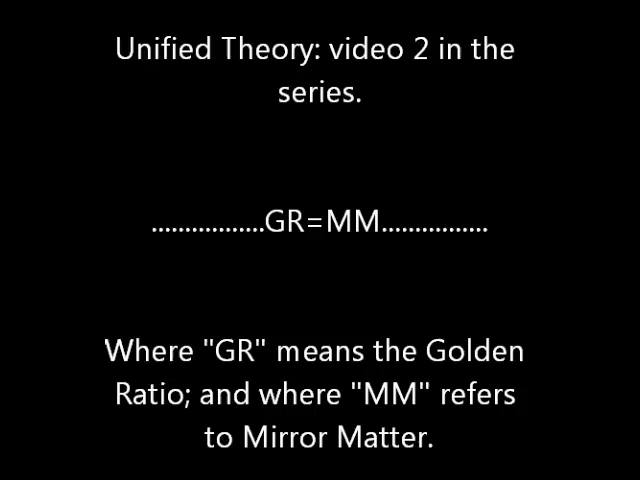 Unified Theory: video 2 in the
series.
.................GR=MM................
Where "GR" means the Golden
Ratio; and where "MM" refers
to Mirror Matter.